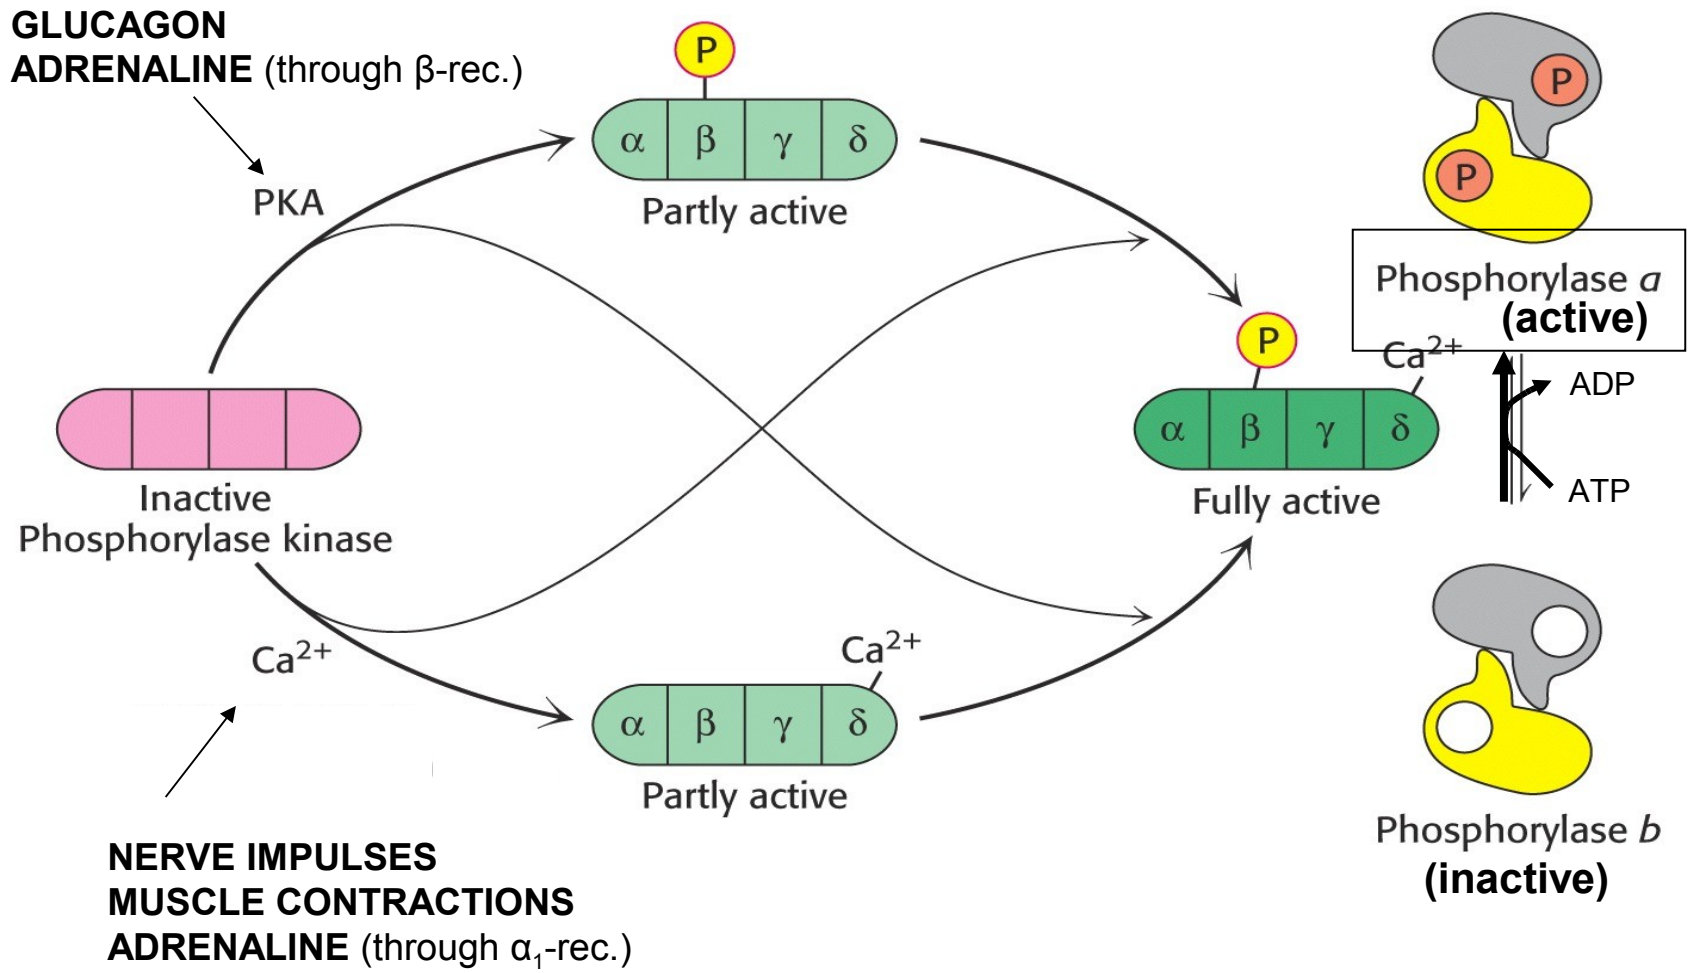 GLUCAGON
ADRENALINE (through β-rec.)
PKA
P
α β γ δ
Partly active
P
P
Phosphorylase a
(active)
Inactive
Phosphorylase kinase
P
Ca²⁺
α β γ δ
Fully active
ADP
ATP
Ca²⁺
Ca²⁺
α β γ δ
Partly active
Phosphorylase b
(inactive)
NERVE IMPULSES
MUSCLE CONTRACTIONS
ADRENALINE (through α₁-rec.)